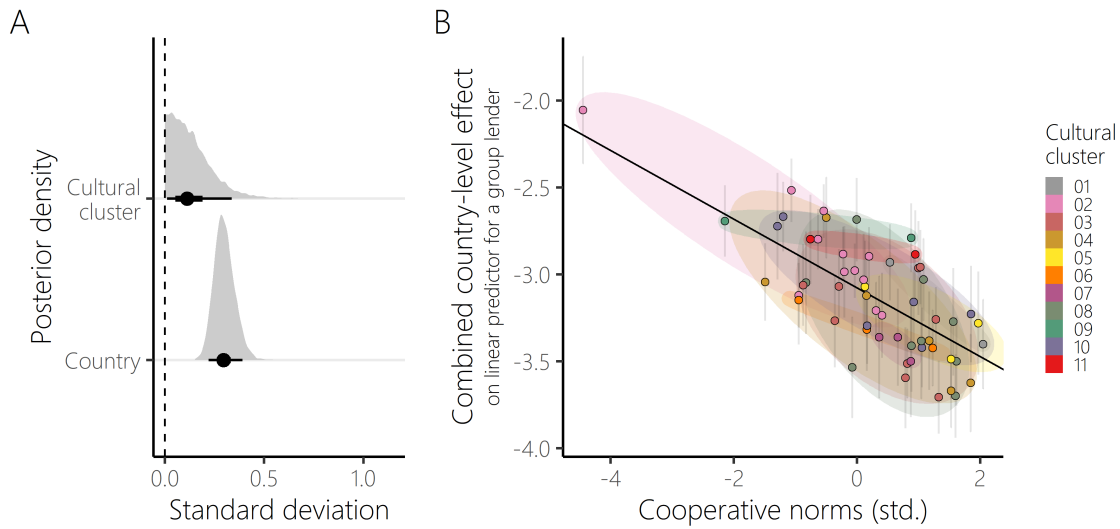 A
Posterior density
Cultural
cluster
Country
0.0
0.5
1.0
Standard deviation
B
Combined country-level effect
on linear predictor for a group lender
-2.0
-2.5
-3.0
-3.5
-4.0
-4
-2
0
2
Cooperative norms (std.)
Cultural
cluster
01
02
03
04
05
06
07
08
09
10
11